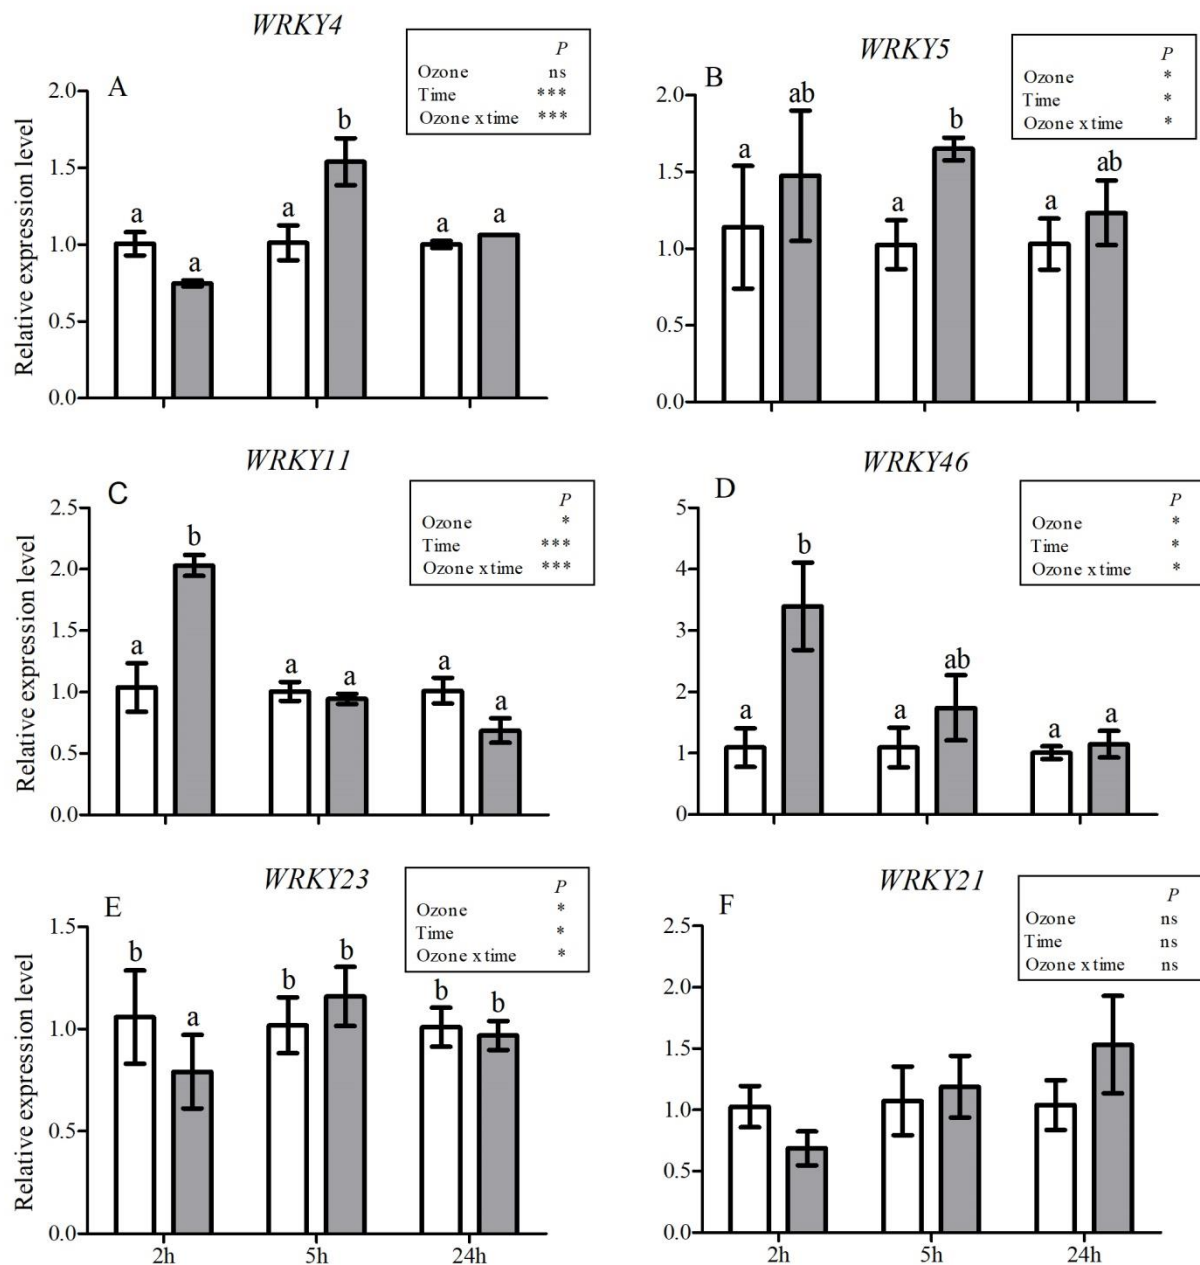 WRKY4
A
P
Ozone ns
Time ***
Ozone x time ***
Relative expression level
2.0
1.5
1.0
0.5
0.0
a
a
a
b
a
a
WRKY5
B
P
Ozone *
Time *
Ozone x time *
2.0
1.5
1.0
0.5
0.0
a
ab
a
b
a
ab
WRKY11
C
P
Ozone *
Time ***
Ozone x time ***
Relative expression level
2.5
2.0
1.5
1.0
0.5
0.0
a
b
a
a
a
a
WRKY46
D
P
Ozone *
Time *
Ozone x time *
5
4
3
2
1
0
a
b
a
ab
a
a
WRKY23
E
P
Ozone *
Time *
Ozone x time *
Relative expression level
1.5
1.0
0.5
0.0
b
a
b
b
b
b
2h 5h 24h
WRKY21
F
P
Ozone ns
Time ns
Ozone x time ns
2.5
2.0
1.5
1.0
0.5
0.0
2h 5h 24h